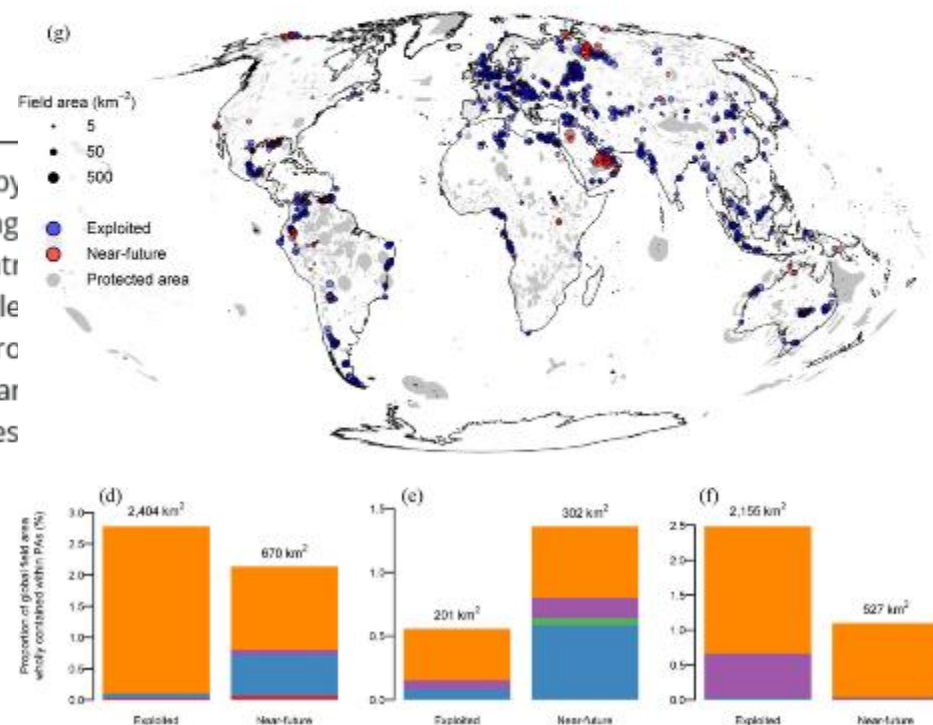 (g)
Field area (km⁻²)
5
50
500
Exploited
Near-future
Protected area
by
(d)
(e)
(f)
Proportion of global field area
wholly contained within PAs (%)
3.0
2.5
2.0
1.5
1.0
0.5
0.0
2,404 km²
670 km²
Exploited
Near-future
1.5
1.0
0.5
0.0
201 km²
302 km²
Exploited
Near-future
2.5
2.0
1.5
1.0
0.5
0.0
2,155 km²
527 km²
Exploited
Near-future